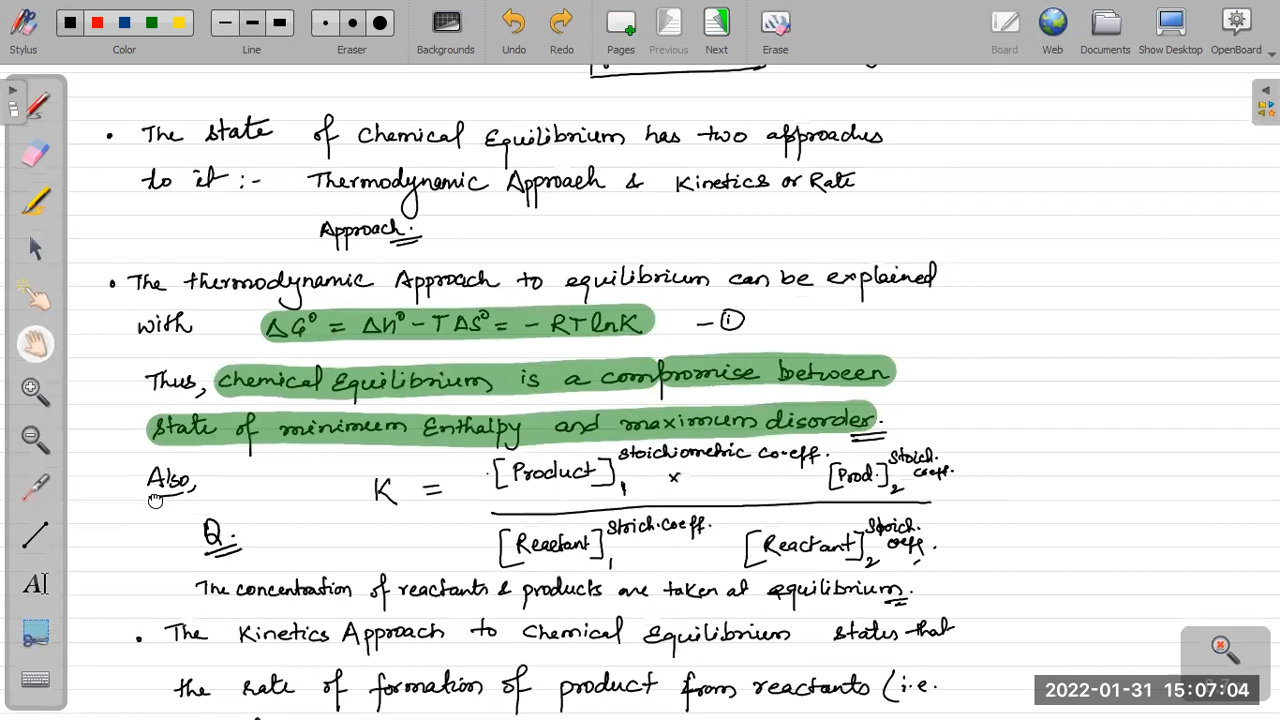 Stylus Color Line Eraser Backgrounds Undo Redo Pages Previous Next Erase Board Web Documents Show Desktop OpenBoard
• The state of Chemical Equilibrium has two approaches
to it :- Thermodynamic Approach & Kinetics or Rate
Approach.
• The thermodynamic Approach to equilibrium can be explained
with ΔG° = ΔH° - TΔS° = - RT lnK - ①
Thus, chemical Equilibrium is a compromise between
state of minimum Enthalpy and maximum disorder.
Also, K = [Product]₁ stoichiometric co-eff. × [Prod.]₂ Stoich. coeff.
Q. [Reactant]₁ Stoich. coeff. [Reactant]₂ Stoich. coeff.
The concentration of reactants & products are taken at equilibrium.
• The Kinetics Approach to Chemical Equilibrium states that
the rate of formation of product from reactants (i.e.
2022-01-31 15:07:04